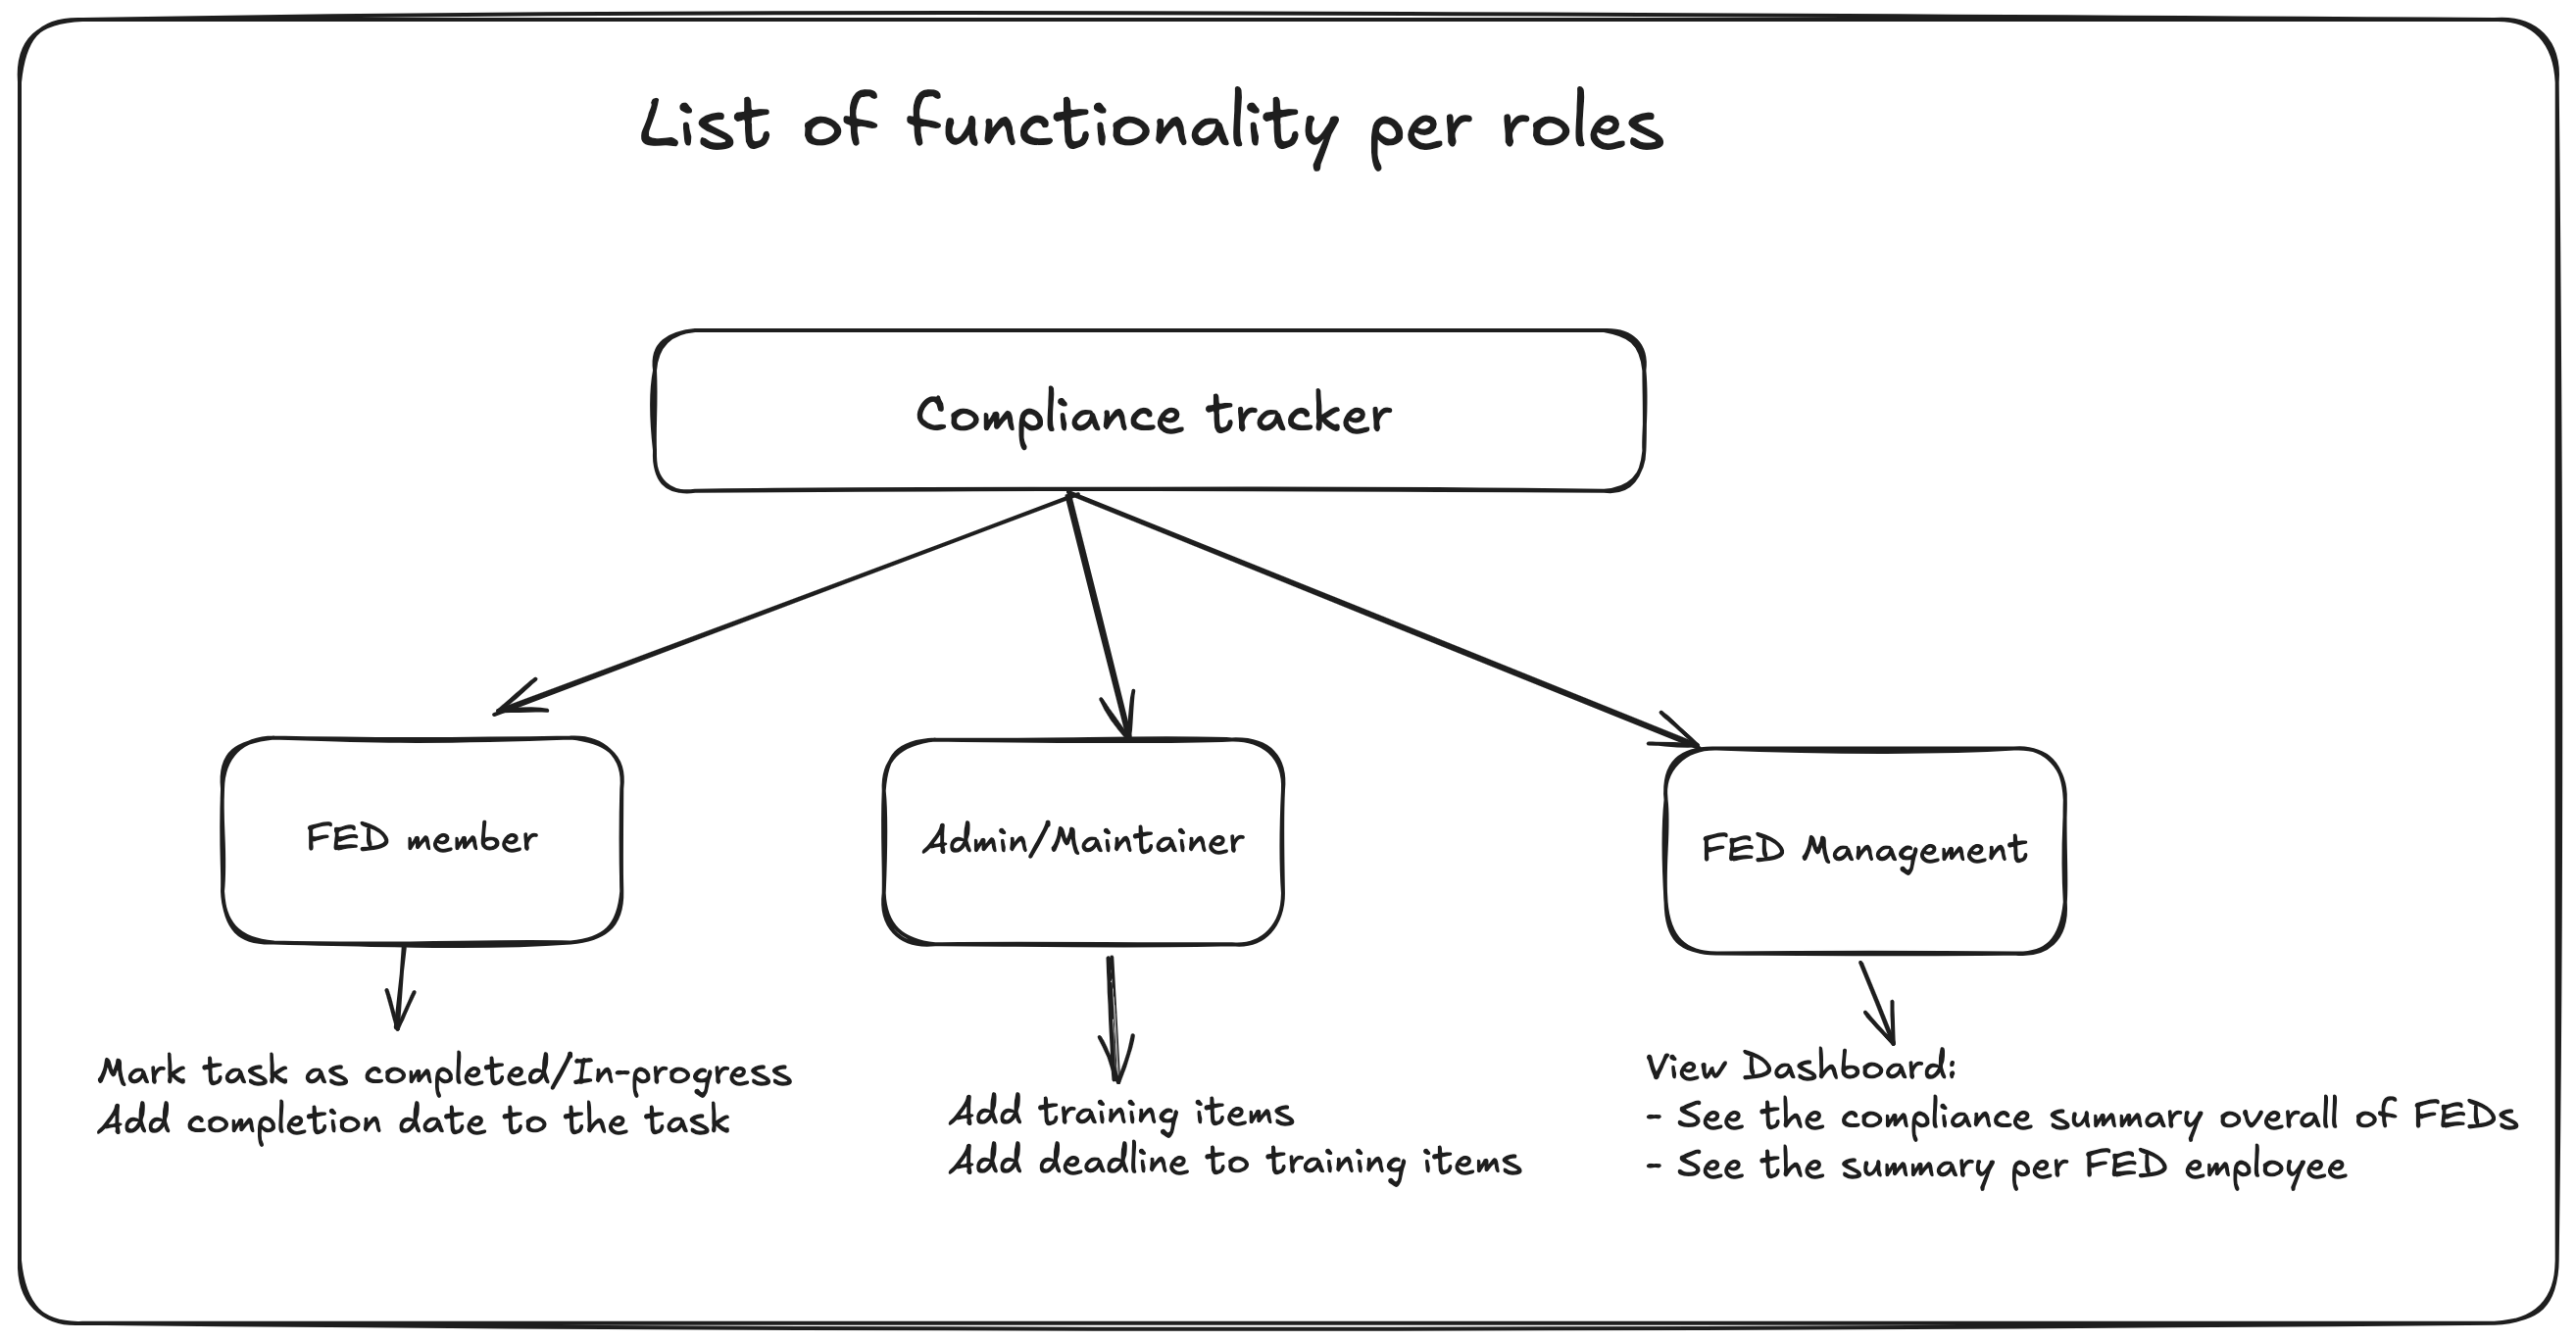 List of functionality per roles
Compliance tracker
FED member
Admin/Maintainer
FED Management
Mark task as completed/In-progress
Add completion date to the task
Add training items
Add deadline to training items
View Dashboard:
- See the compliance summary overall of FEDs
- See the summary per FED employee